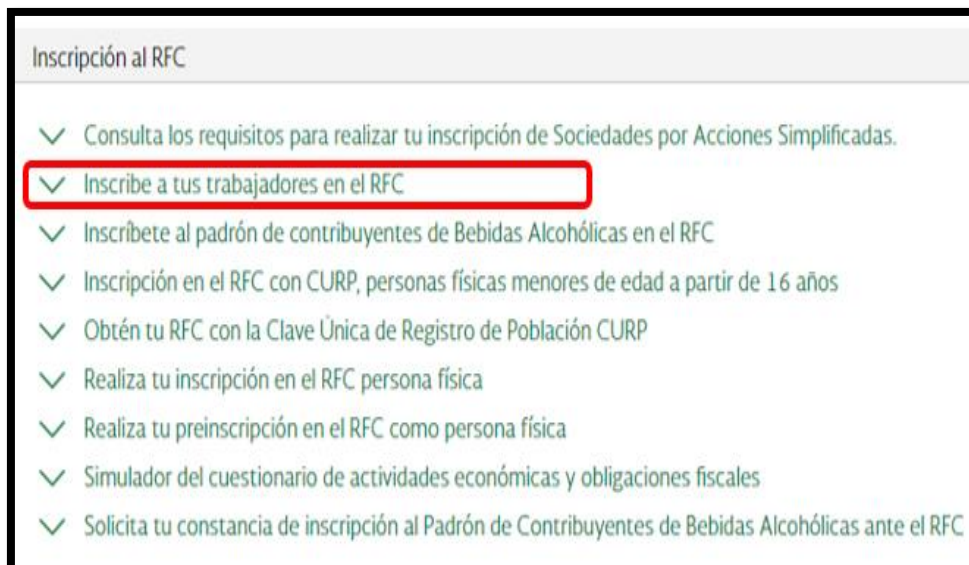 Inscripción al RFC
Consulta los requisitos para realizar tu inscripción de Sociedades por Acciones Simplificadas.
Inscribe a tus trabajadores en el RFC
Inscríbete al padrón de contribuyentes de Bebidas Alcohólicas en el RFC
Inscripción en el RFC con CURP, personas físicas menores de edad a partir de 16 años
Obtén tu RFC con la Clave Única de Registro de Población CURP
Realiza tu inscripción en el RFC persona física
Realiza tu preinscripción en el RFC como persona física
Simulador del cuestionario de actividades económicas y obligaciones fiscales
Solicita tu constancia de inscripción al Padrón de Contribuyentes de Bebidas Alcohólicas ante el RFC